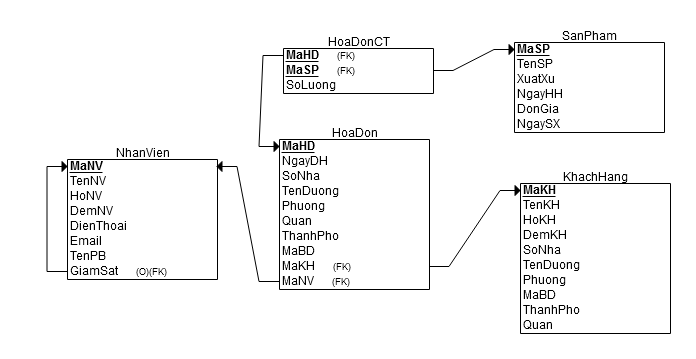 HoaDonCT
MaHD (FK)
MaSP (FK)
SoLuong
SanPham
MaSP
TenSP
XuatXu
NgayHH
DonGia
NgaySX
HoaDon
MaHD
NgayDH
SoNha
TenDuong
Phuong
Quan
ThanhPho
MaBD
MaKH (FK)
MaNV (FK)
NhanVien
MaNV
TenNV
HoNV
DemNV
DienThoai
Email
TenPB
GiamSat (O)(FK)
KhachHang
MaKH
TenKH
HoKH
DemKH
SoNha
TenDuong
Phuong
MaBD
ThanhPho
Quan